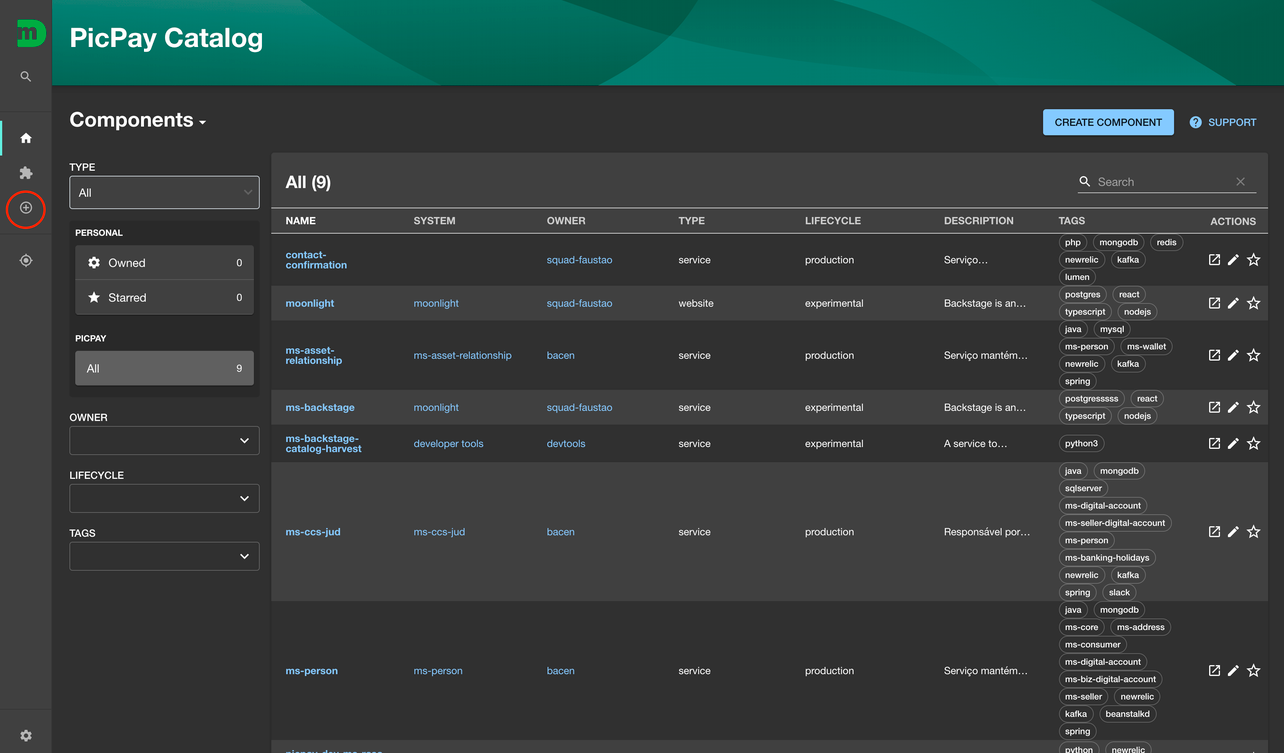 m
PicPay Catalog
Components
CREATE COMPONENT
? SUPPORT
TYPE
All
PERSONAL
Owned 0
Starred 0
PICPAY
All 9
OWNER
LIFECYCLE
TAGS
All (9)
Search
NAME SYSTEM OWNER TYPE LIFECYCLE DESCRIPTION TAGS ACTIONS
contact-
confirmation squad-faustao service production Serviço…
php mongodb redis
newrelic kafka
lumen
moonlight moonlight squad-faustao website experimental Backstage is an…
postgres react
typescript nodejs
ms-asset-
relationship ms-asset-relationship bacen service production Serviço mantém…
java mysql
ms-person ms-wallet
newrelic kafka
spring
ms-backstage moonlight squad-faustao service experimental Backstage is an…
postgresssss react
typescript nodejs
ms-backstage-
catalog-harvest developer tools devtools service experimental A service to…
python3
ms-ccs-jud ms-ccs-jud bacen service production Responsável por…
java mongodb
sqlserver
ms-digital-account
ms-seller-digital-account
ms-person
ms-banking-holidays
newrelic kafka
spring slack
ms-person ms-person bacen service production Serviço mantém…
java mongodb
ms-core ms-address
ms-consumer
ms-digital-account
ms-biz-digital-account
ms-seller newrelic
kafka beanstalkd
spring
python newrelic